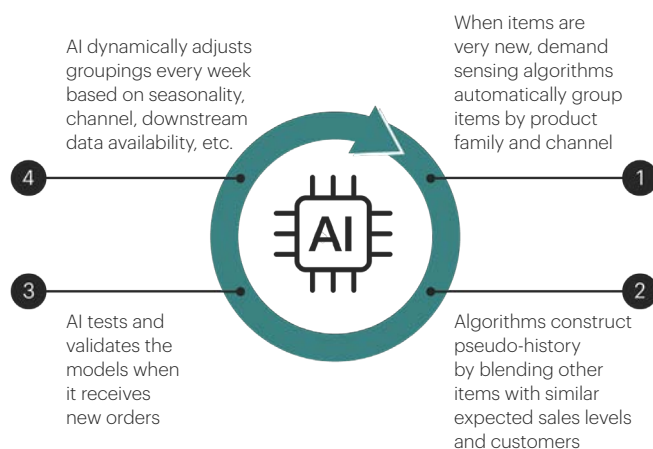 When items are
very new, demand
sensing algorithms
automatically group
items by product
family and channel
1
2
Algorithms construct
pseudo-history
by blending other
items with similar
expected sales levels
and customers
3
AI tests and
validates the
models when
it receives
new orders
AI dynamically adjusts
groupings every week
based on seasonality,
channel, downstream
data availability, etc.
4
AI